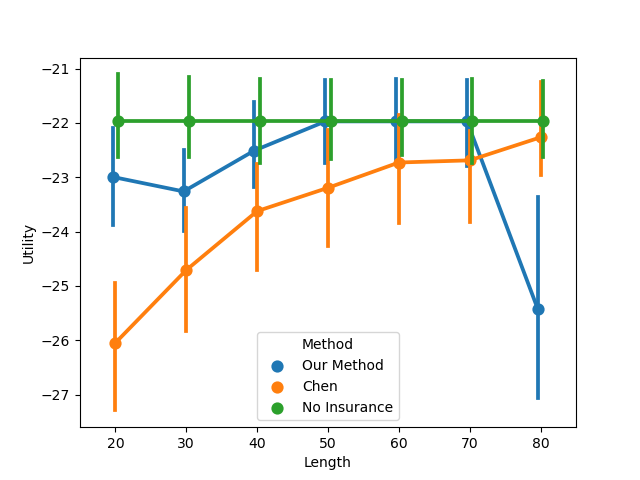 −21
−22
−23
−24
−25
−26
−27
Utility
Method
Our Method
Chen
No Insurance
20 30 40 50 60 70 80
Length